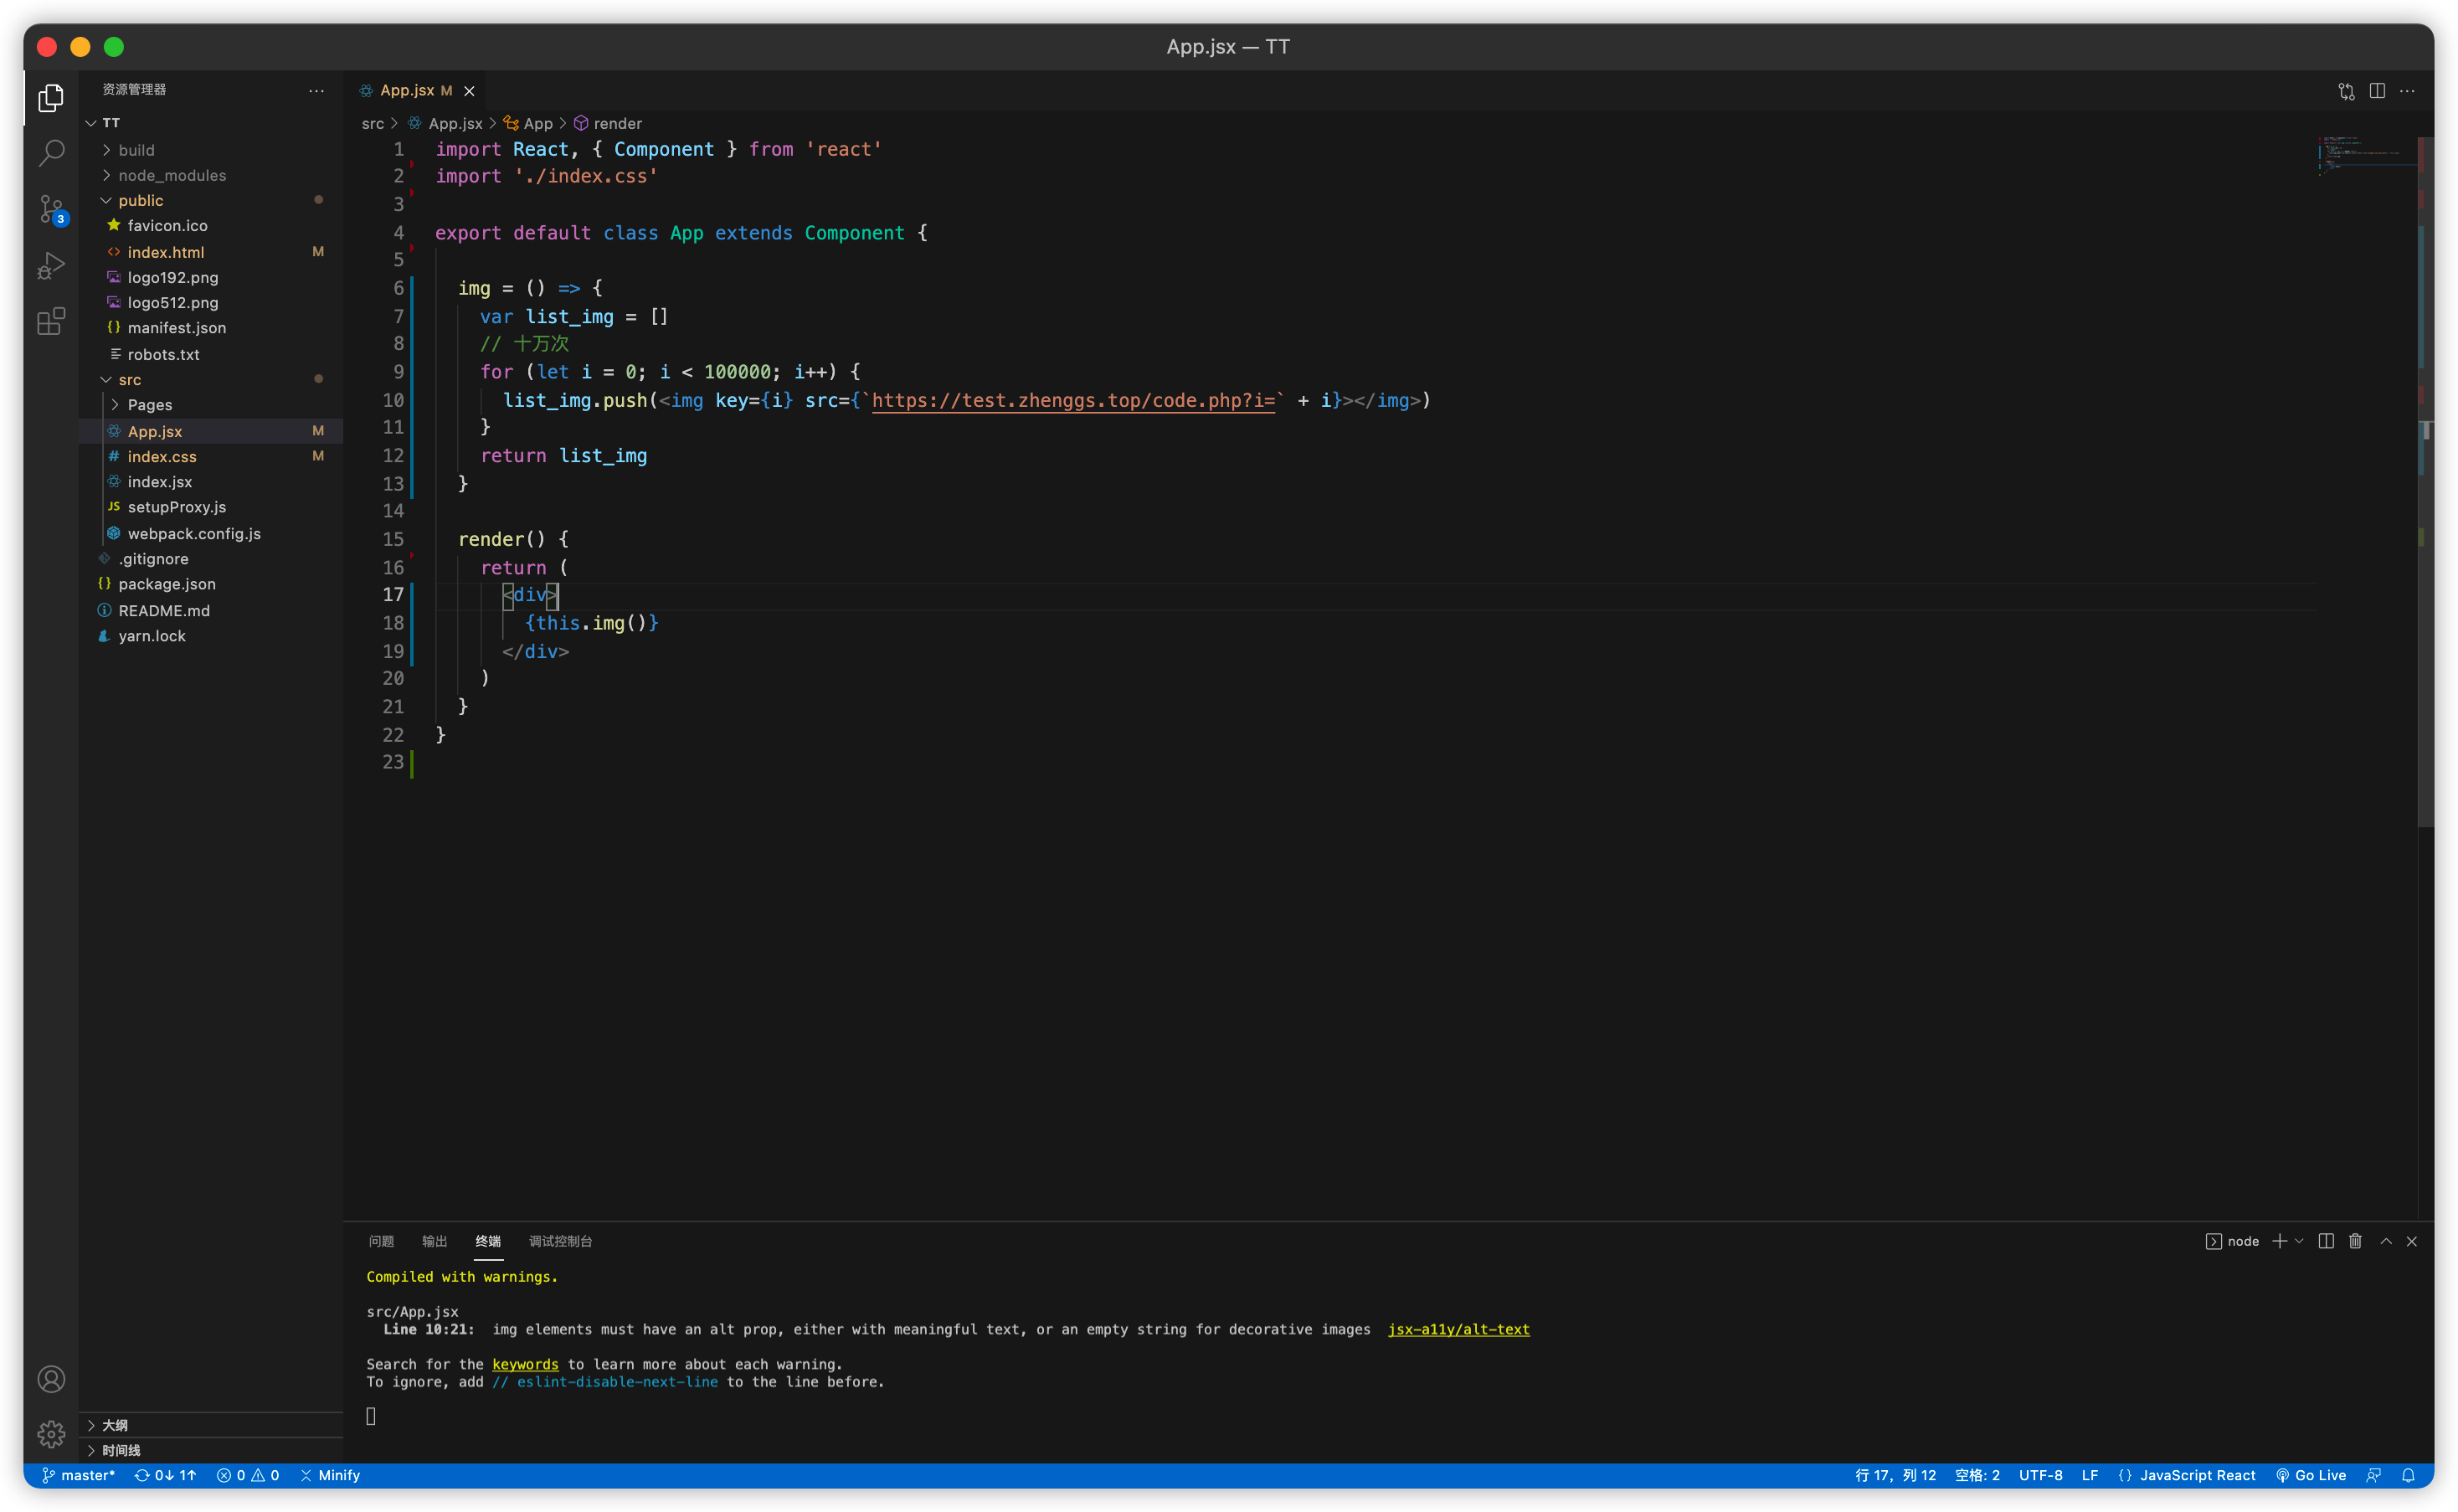 App.jsx — TT
资源管理器
TT
build
node_modules
public
favicon.ico
index.html M
logo192.png
logo512.png
manifest.json
robots.txt
src
Pages
App.jsx M
index.css M
index.jsx
JS setupProxy.js
webpack.config.js
.gitignore
package.json
README.md
yarn.lock
大纲
时间线
3
App.jsx M
src > App.jsx > App > render
1 import React, { Component } from 'react'
2 import './index.css'
3
4 export default class App extends Component {
5
6 img = () => {
7 var list_img = []
8 // 十万次
9 for (let i = 0; i < 100000; i++) {
10 list_img.push(<img key={i} src={`https://test.zhenggs.top/code.php?i=` + i}></img>)
11 }
12 return list_img
13 }
14
15 render() {
16 return (
17 <div>
18 {this.img()}
19 </div>
20 )
21 }
22 }
23
问题 输出 终端 调试控制台
node
Compiled with warnings.
src/App.jsx
Line 10:21: img elements must have an alt prop, either with meaningful text, or an empty string for decorative images jsx-a11y/alt-text
Search for the keywords to learn more about each warning.
To ignore, add // eslint-disable-next-line to the line before.
master* 0↓ 1↑ 0 0 Minify
行 17，列 12 空格: 2 UTF-8 LF {} JavaScript React Go Live